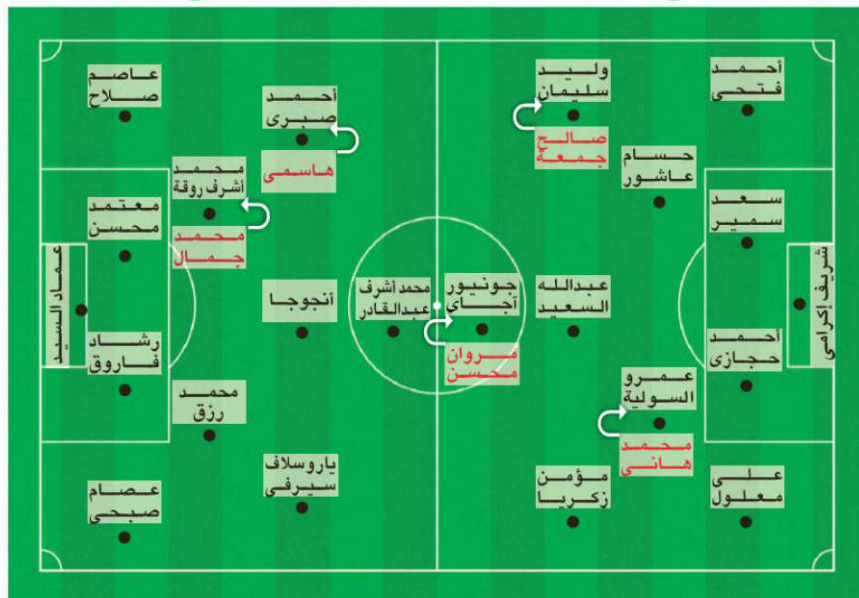 أحمد
فتحى
وليد
سليمان
صالح
جمعة
حسام
عاشور
سعد
سمير
شريف إكرامى
أحمد
حجازى
عبدالله
السعيد
جونيور
آجاى
مروان
محسن
عمرو
السولية
محمد
هانى
على
معلول
مؤمن
زكريا
أحمد
صبرى
هاسمى
عاصم
صلاح
محمد
أشرف روقة
محمد
جمال
معتمد
محسن
عماد السيد
أنجوجا
محمد أشرف
عبدالقادر
رشاد
فاروق
محمد
رزق
ياروسلاف
سيرفى
عصام
صبحى